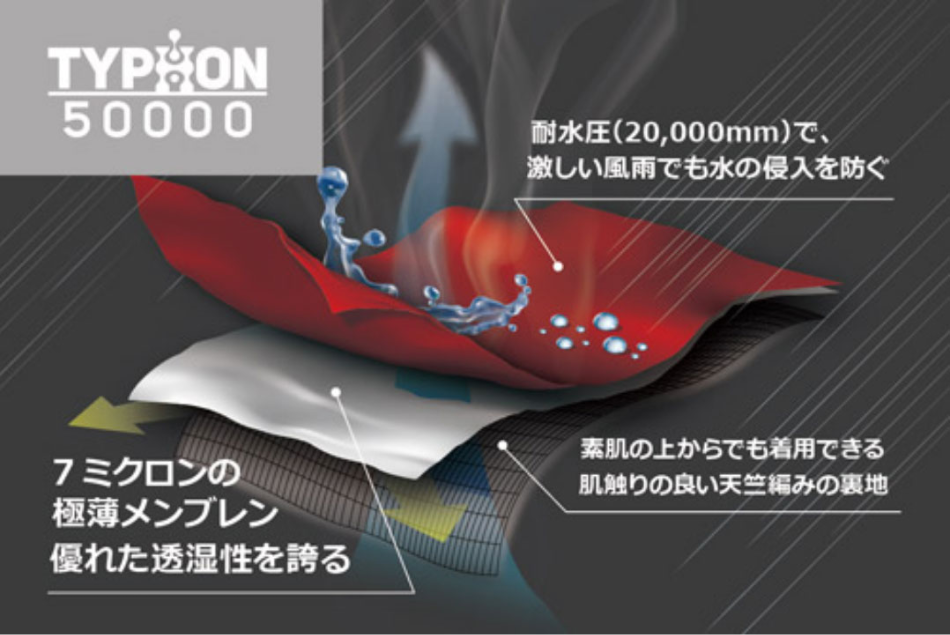 TYPHON
50000
耐水圧(20,000mm)で、
激しい風雨でも水の侵入を防ぐ
素肌の上からでも着用できる
肌触りの良い天竺編みの裏地
7ミクロンの
極薄メンブレン
優れた透湿性を誇る